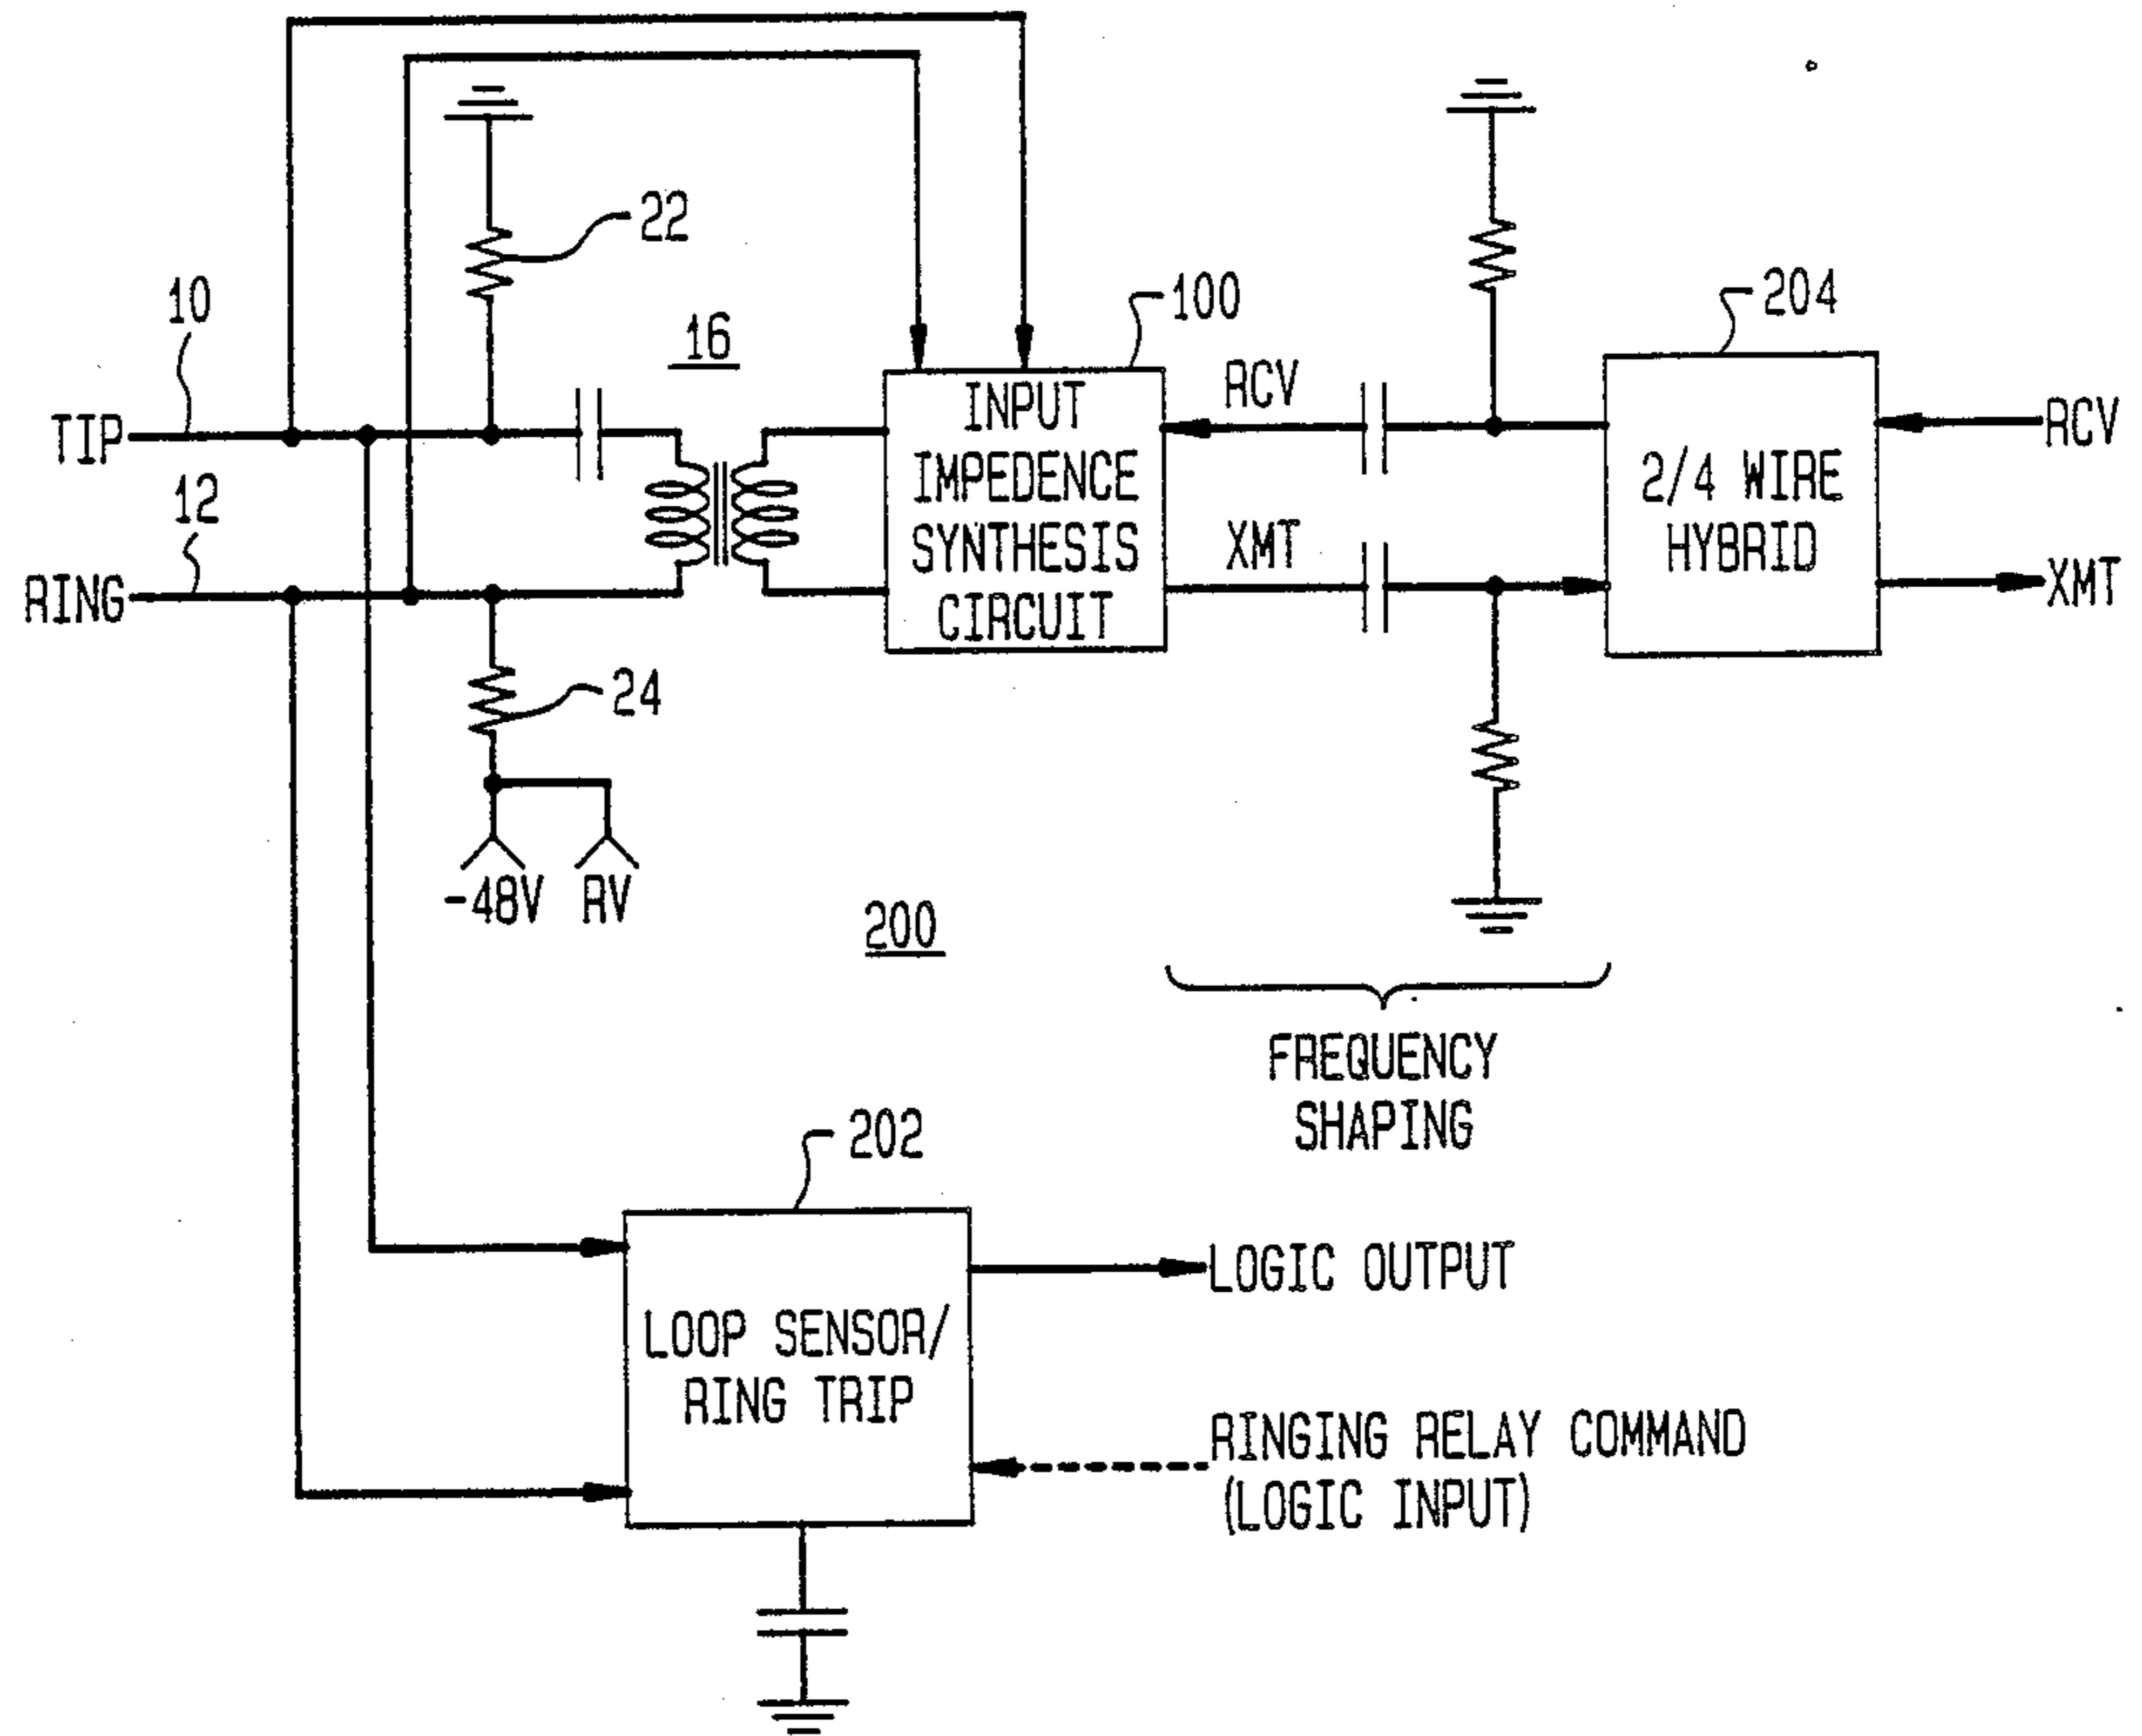 22
10
16
100
204
TIP
INPUT
IMPEDENCE
SYNTHESIS
CIRCUIT
RCV
2/4 WIRE
HYBRID
RCV
12
XMT
XMT
RING
24
-48V RV
200
FREQUENCY
SHAPING
202
LOOP SENSOR/
RING TRIP
LOGIC OUTPUT
RINGING RELAY COMMAND
(LOGIC INPUT)